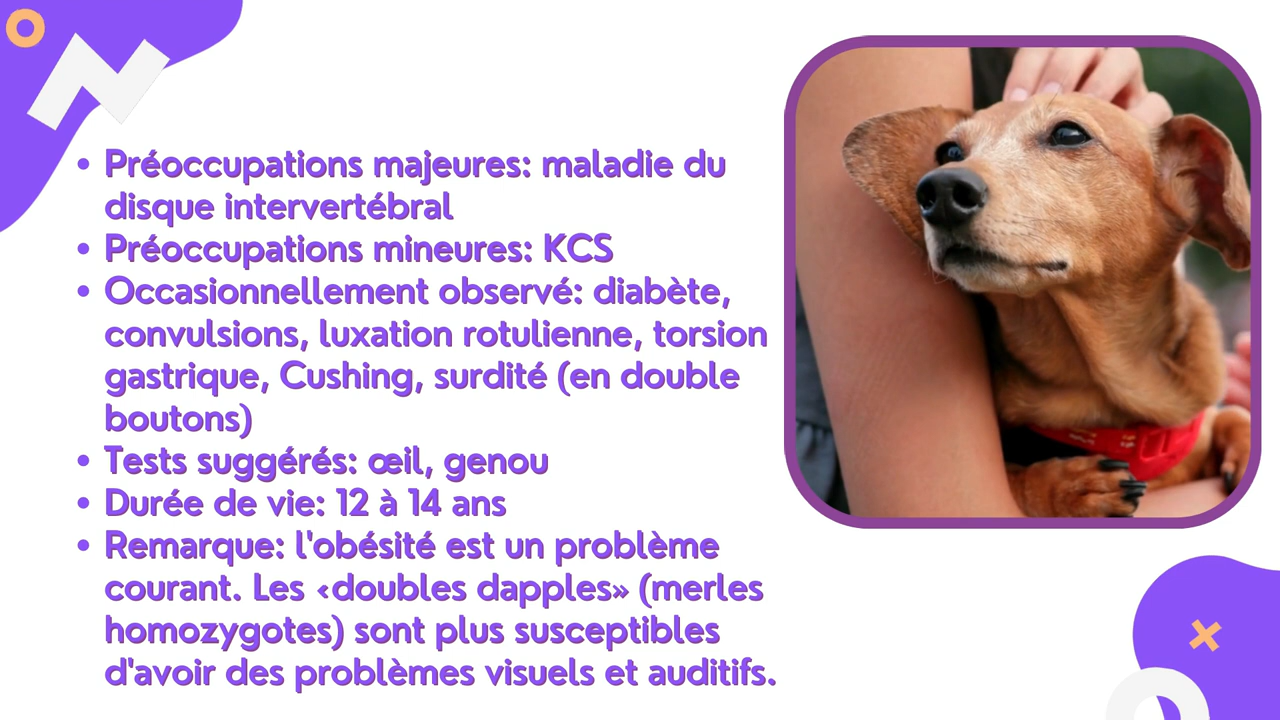 • Préoccupations majeures: maladie du
disque intervertébral
• Préoccupations mineures: KCS
• Occasionnellement observé: diabète,
convulsions, luxation rotulienne, torsion
gastrique, Cushing, surdité (en double
boutons)
• Tests suggérés: œil, genou
• Durée de vie: 12 à 14 ans
• Remarque: l'obésité est un problème
courant. Les «doubles dapples» (merles
homozygotes) sont plus susceptibles
d'avoir des problèmes visuels et auditifs.